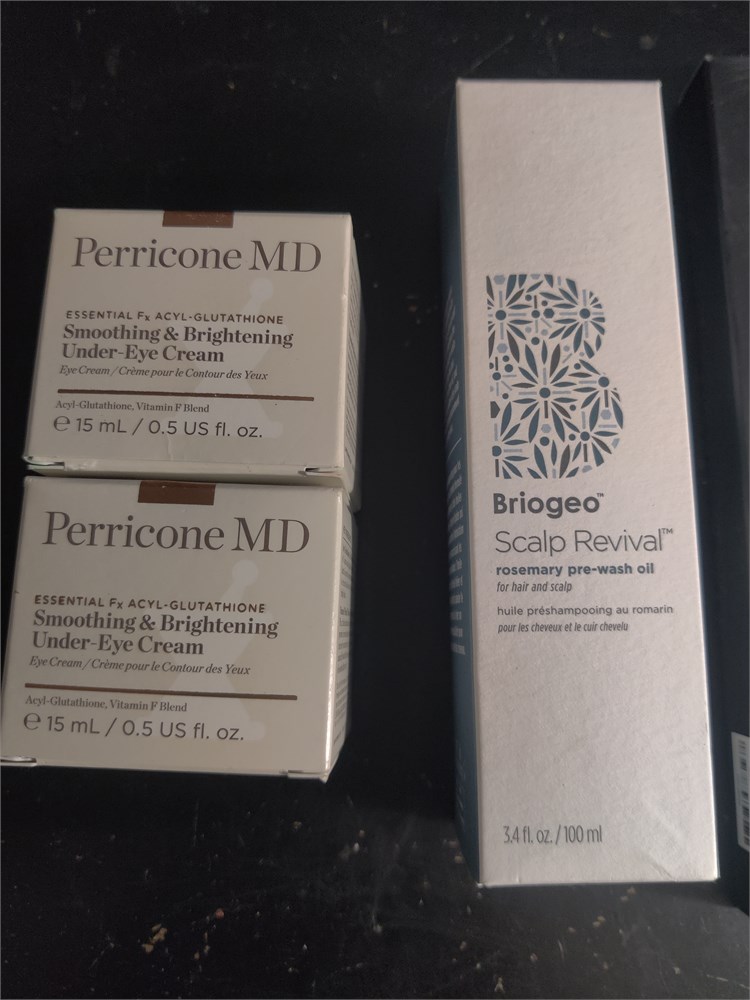 Perricone MD
ESSENTIAL Fx ACYL-GLUTATHIONE
Smoothing & Brightening
Under-Eye Cream
Eye Cream / Crème pour le Contour des Yeux
Acyl-Glutathione, Vitamin F Blend
℮ 15 mL / 0.5 US fl. oz.
Perricone MD
ESSENTIAL Fx ACYL-GLUTATHIONE
Smoothing & Brightening
Under-Eye Cream
Eye Cream / Crème pour le Contour des Yeux
Acyl-Glutathione, Vitamin F Blend
℮ 15 mL / 0.5 US fl. oz.
B
Briogeo™
Scalp Revival™
rosemary pre-wash oil
for hair and scalp
huile préshampooing au romarin
pour les cheveux et le cuir chevelu
3.4 fl. oz. / 100 ml